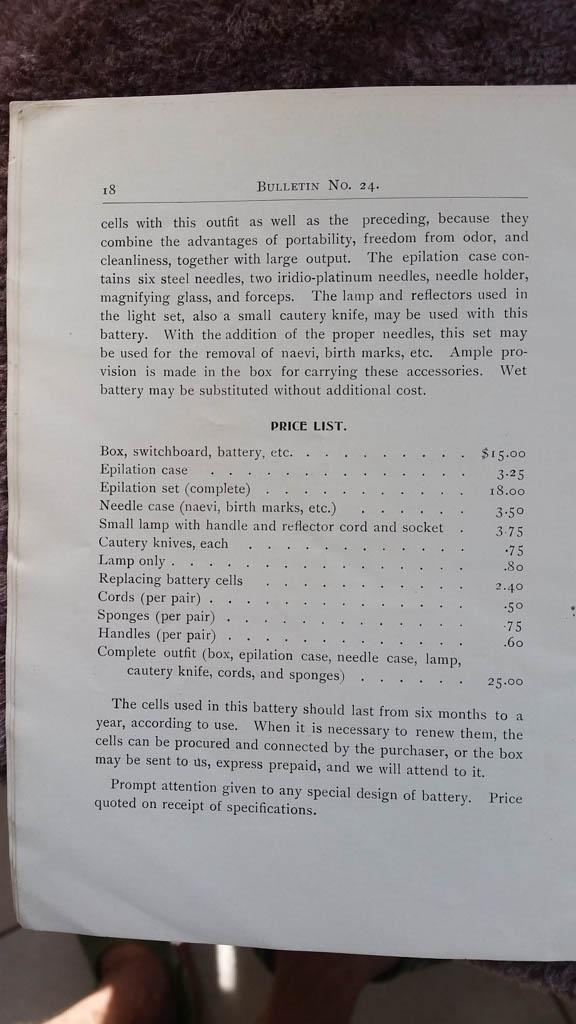 18 BULLETIN No. 24.
cells with this outfit as well as the preceding, because they
combine the advantages of portability, freedom from odor, and
cleanliness, together with large output. The epilation case con-
tains six steel needles, two iridio-platinum needles, needle holder,
magnifying glass, and forceps. The lamp and reflectors used in
the light set, also a small cautery knife, may be used with this
battery. With the addition of the proper needles, this set may
be used for the removal of naevi, birth marks, etc. Ample pro-
vision is made in the box for carrying these accessories. Wet
battery may be substituted without additional cost.
PRICE LIST.
Box, switchboard, battery, etc. . . . . . . . . . $15.00
Epilation case . . . . . . . . . . . . . . 3.25
Epilation set (complete) . . . . . . . . . . . 18.00
Needle case (naevi, birth marks, etc.) . . . . . . 3.50
Small lamp with handle and reflector cord and socket . 3.75
Cautery knives, each . . . . . . . . . . . . .75
Lamp only . . . . . . . . . . . . . . . . .80
Replacing battery cells . . . . . . . . . . . 2.40
Cords (per pair) . . . . . . . . . . . . . . .50
Sponges (per pair) . . . . . . . . . . . . . .75
Handles (per pair) . . . . . . . . . . . . . .60
Complete outfit (box, epilation case, needle case, lamp,
cautery knife, cords, and sponges) . . . . . . 25.00
The cells used in this battery should last from six months to a
year, according to use. When it is necessary to renew them, the
cells can be procured and connected by the purchaser, or the box
may be sent to us, express prepaid, and we will attend to it.
Prompt attention given to any special design of battery. Price
quoted on receipt of specifications.